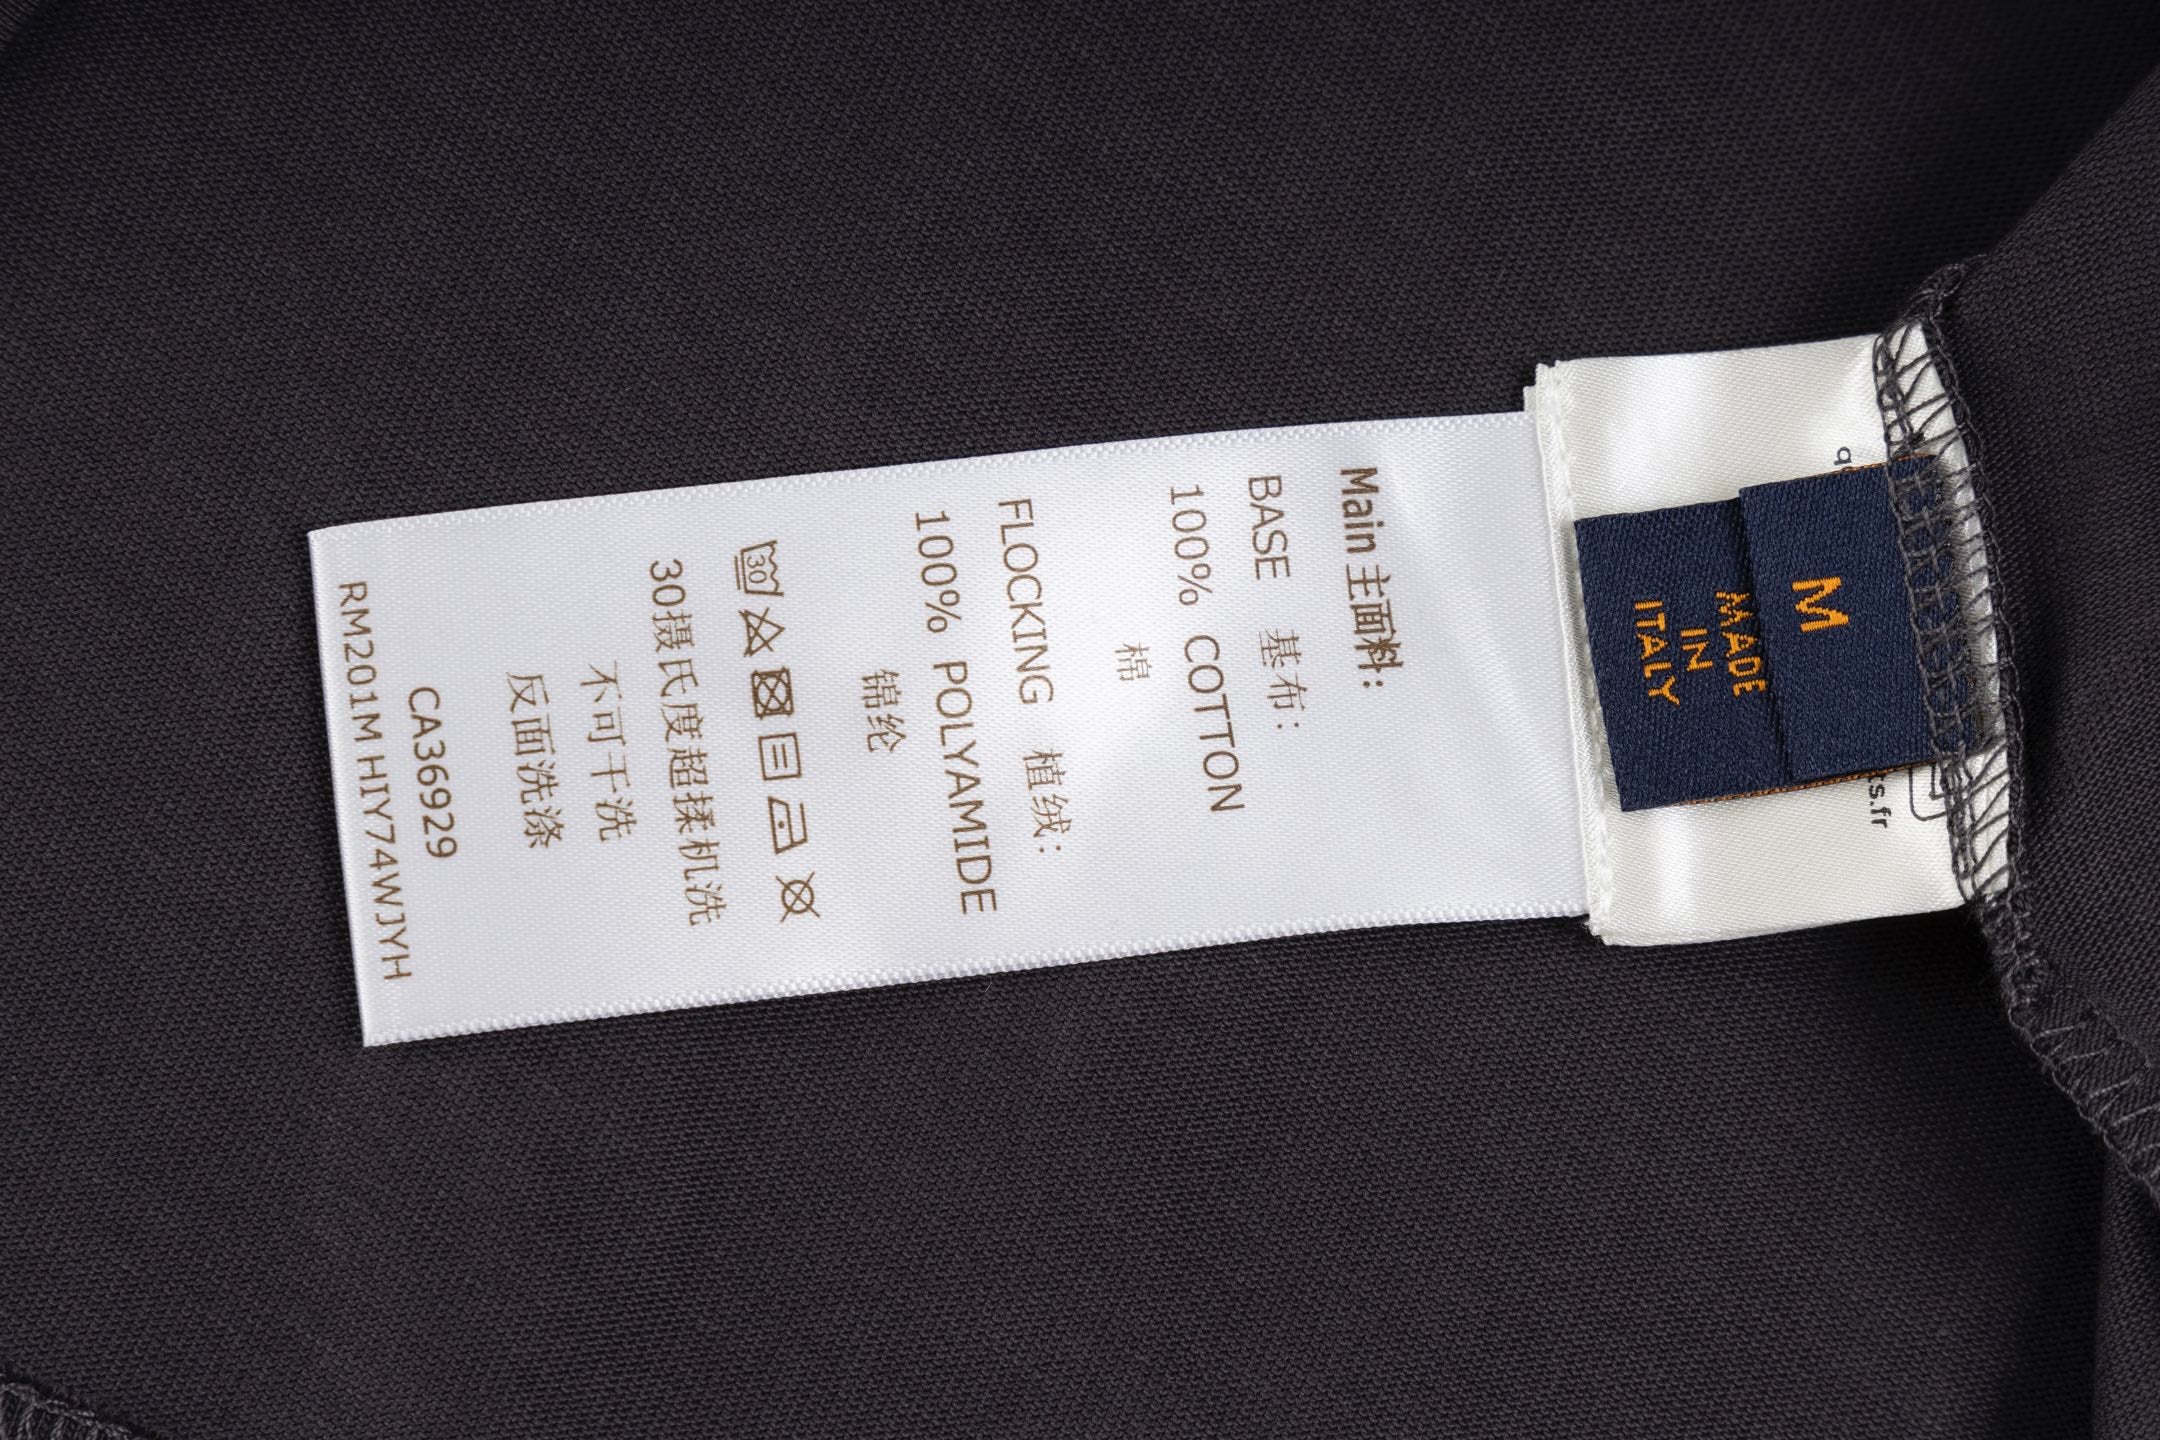 Main 主面料:
BASE 基布:
100% COTTON
棉
FLOCKING 植绒:
100% POLYAMIDE
锦纶
30
30摄氏度超揉机洗
不可干洗
反面洗涤
CA36929
RM201M HIY74WJYH
M
MADE
IN
ITALY